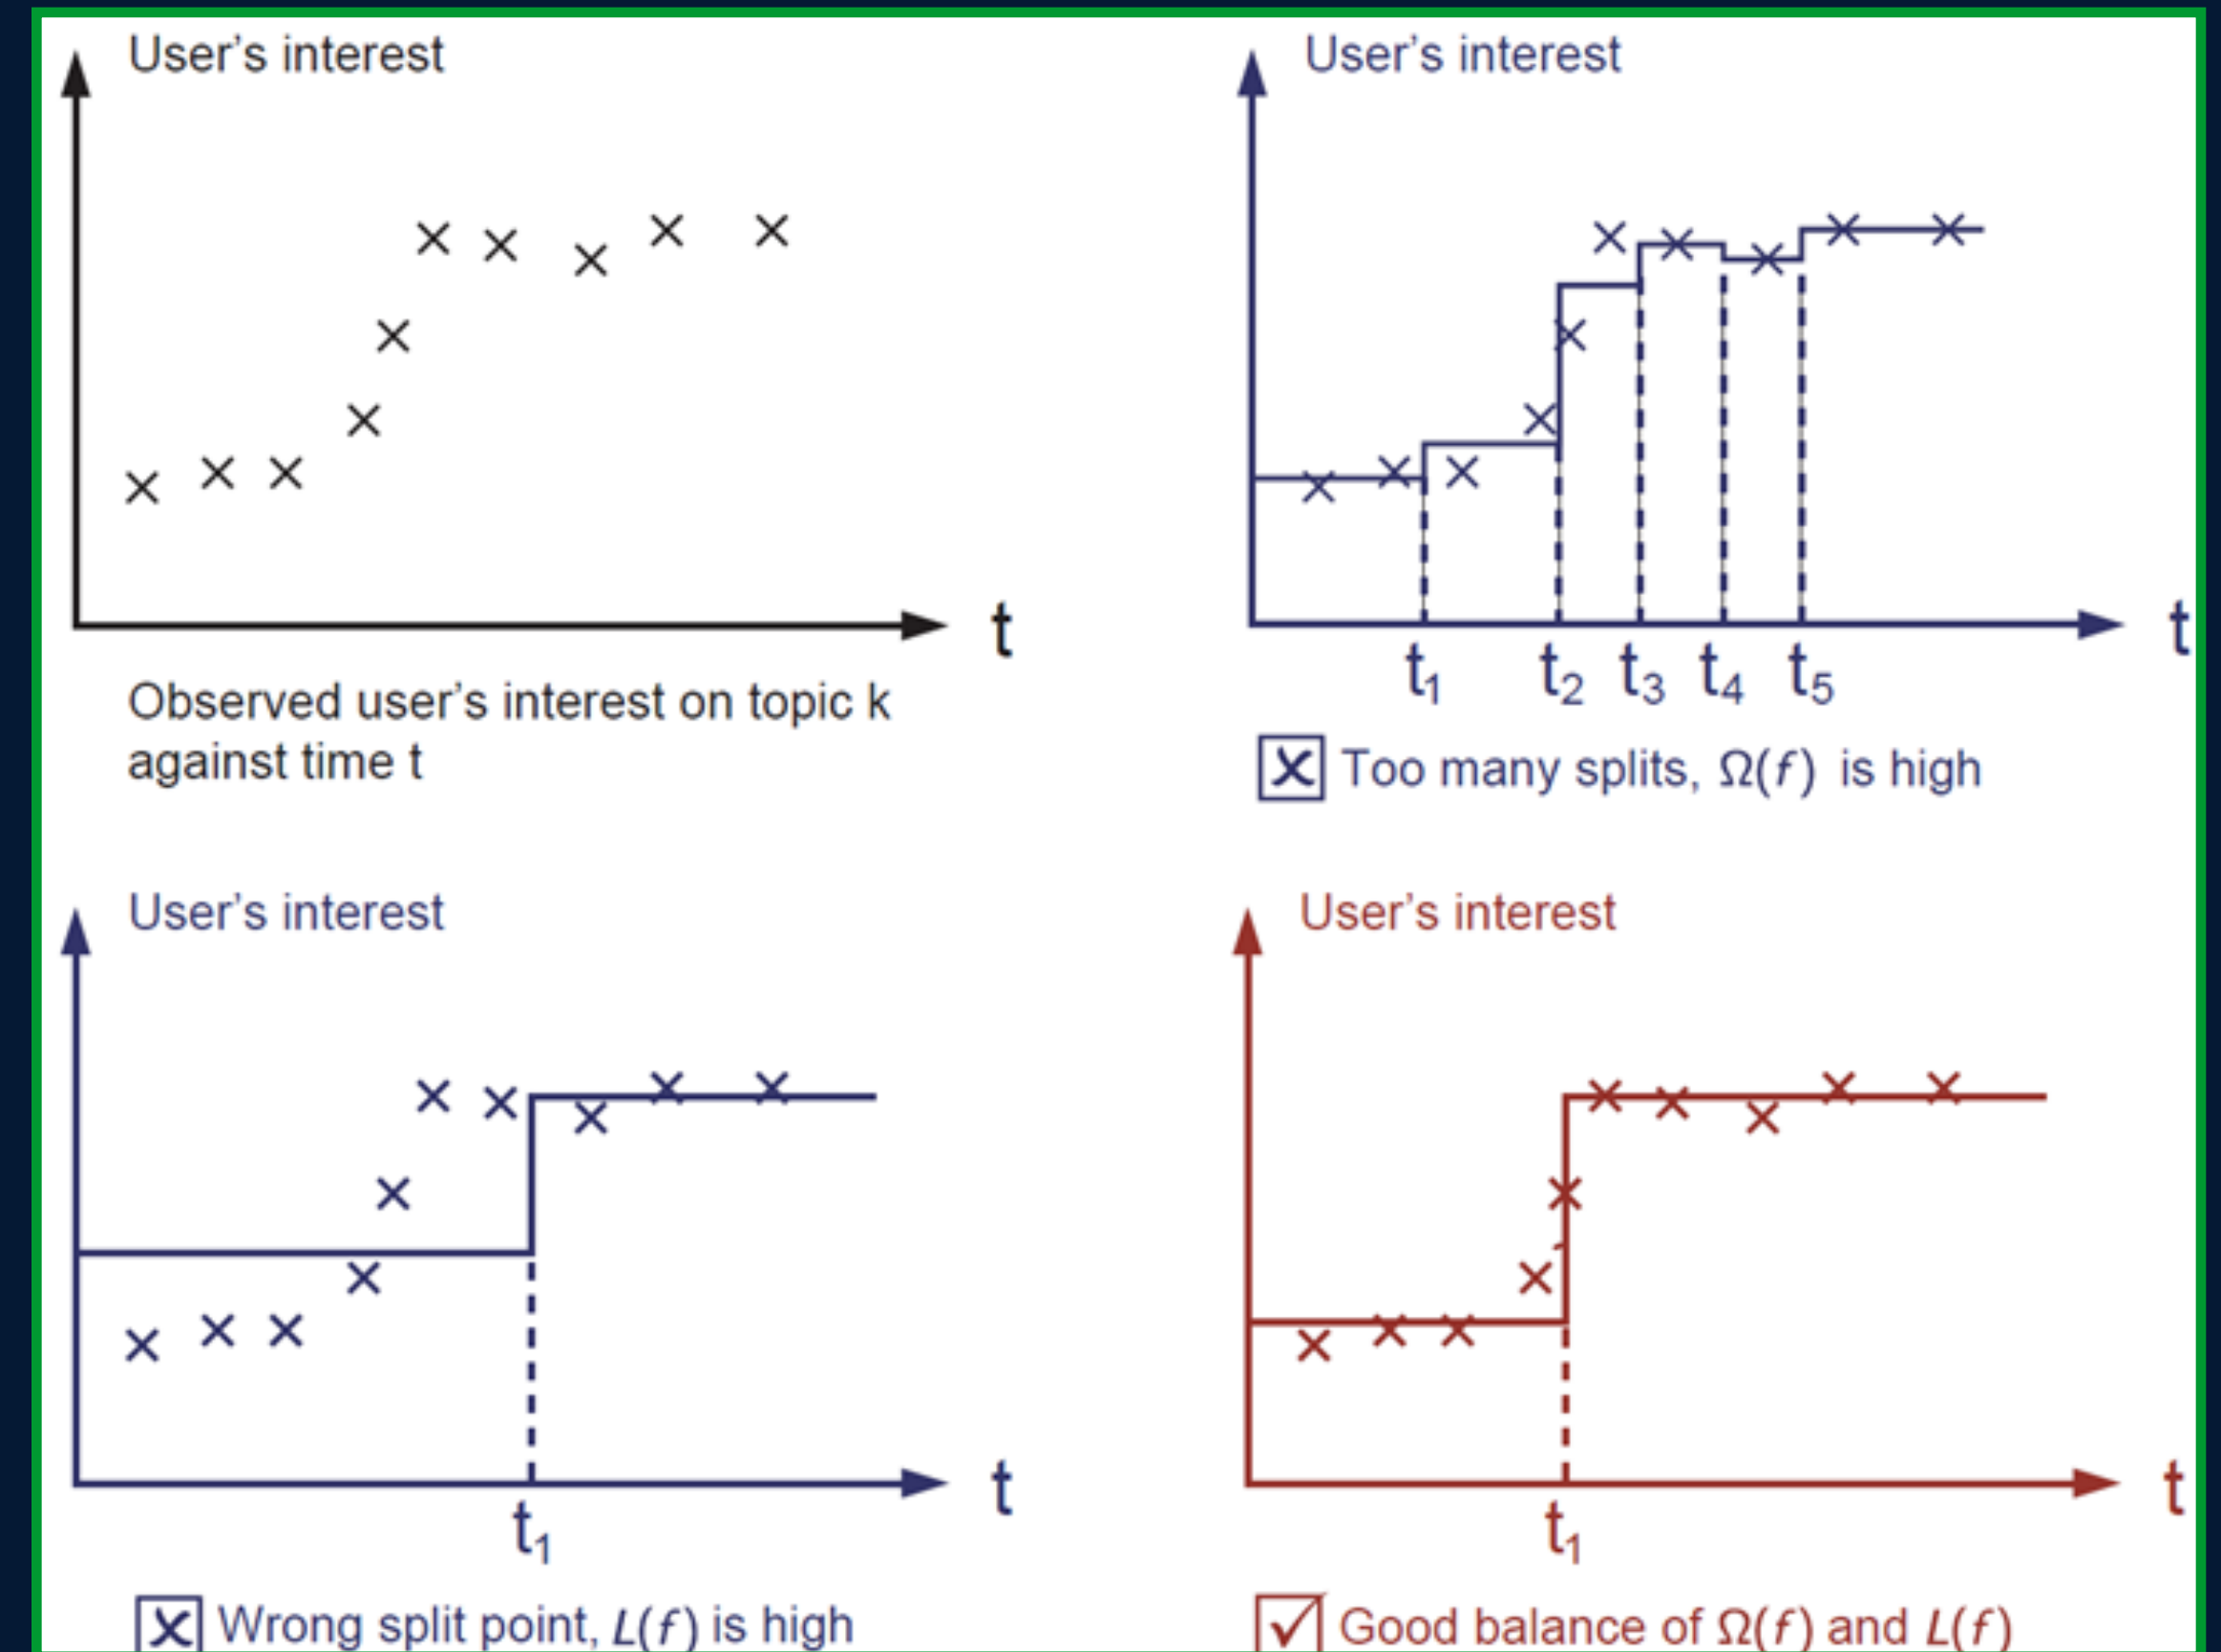 User's interest
t
Observed user's interest on topic k
against time t
User's interest
t
t₁ t₂ t₃ t₄ t₅
Too many splits, Ω(f) is high
User's interest
t
t₁
Wrong split point, L(f) is high
User's interest
t
t₁
Good balance of Ω(f) and L(f)